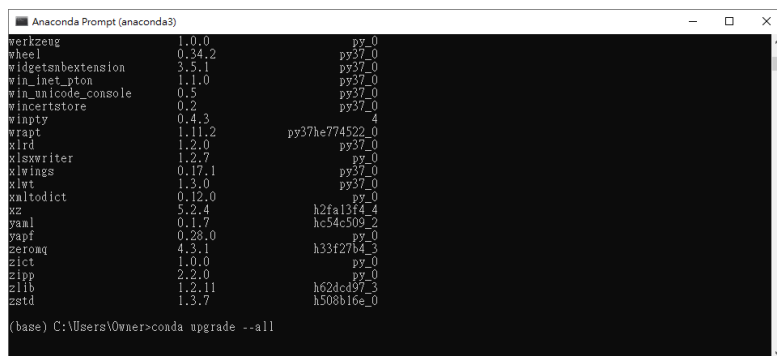 Anaconda Prompt (anaconda3)
werkzeug 1.0.0 py_0
wheel 0.34.2 py37_0
widgetsnbextension 3.5.1 py37_0
win_inet_pton 1.1.0 py37_0
win_unicode_console 0.5 py37_0
wincertstore 0.2 py37_0
winpty 0.4.3 4
wrapt 1.11.2 py37he774522_0
xlrd 1.2.0 py37_0
xlsxwriter 1.2.7 py_0
xlwings 0.17.1 py37_0
xlwt 1.3.0 py37_0
xmltodict 0.12.0 py_0
xz 5.2.4 h2fa13f4_4
yaml 0.1.7 hc54c509_2
yapf 0.28.0 py_0
zeromq 4.3.1 h33f27b4_3
zict 1.0.0 py_0
zipp 2.2.0 py_0
zlib 1.2.11 h62dcd97_3
zstd 1.3.7 h508b16e_0
(base) C:\Users\Owner>conda upgrade --all